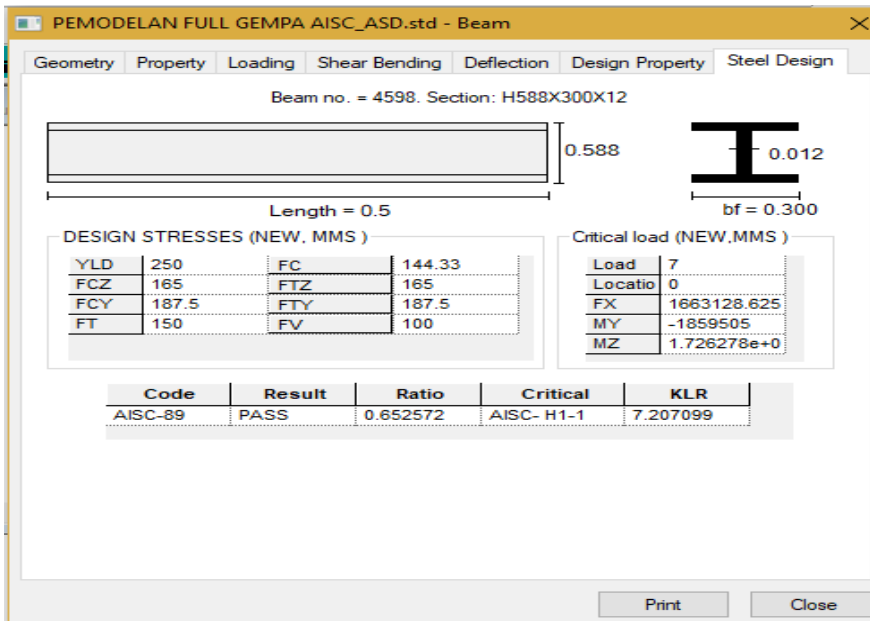 PEMODELAN FULL GEMPA AISC_ASD.std - Beam
Geometry Property Loading Shear Bending Deflection Design Property Steel Design
Beam no. = 4598. Section: H588X300X12
0.588
0.012
Length = 0.5
bf = 0.300
DESIGN STRESSES (NEW, MMS )
YLD 250 FC 144.33
FCZ 165 FTZ 165
FCY 187.5 FTY 187.5
FT 150 FV 100
Critical load (NEW,MMS )
Load 7
Locatio 0
FX 1663128.625
MY -1859505
MZ 1.726278e+0
Code Result Ratio Critical KLR
AISC-89 PASS 0.652572 AISC- H1-1 7.207099
Print Close